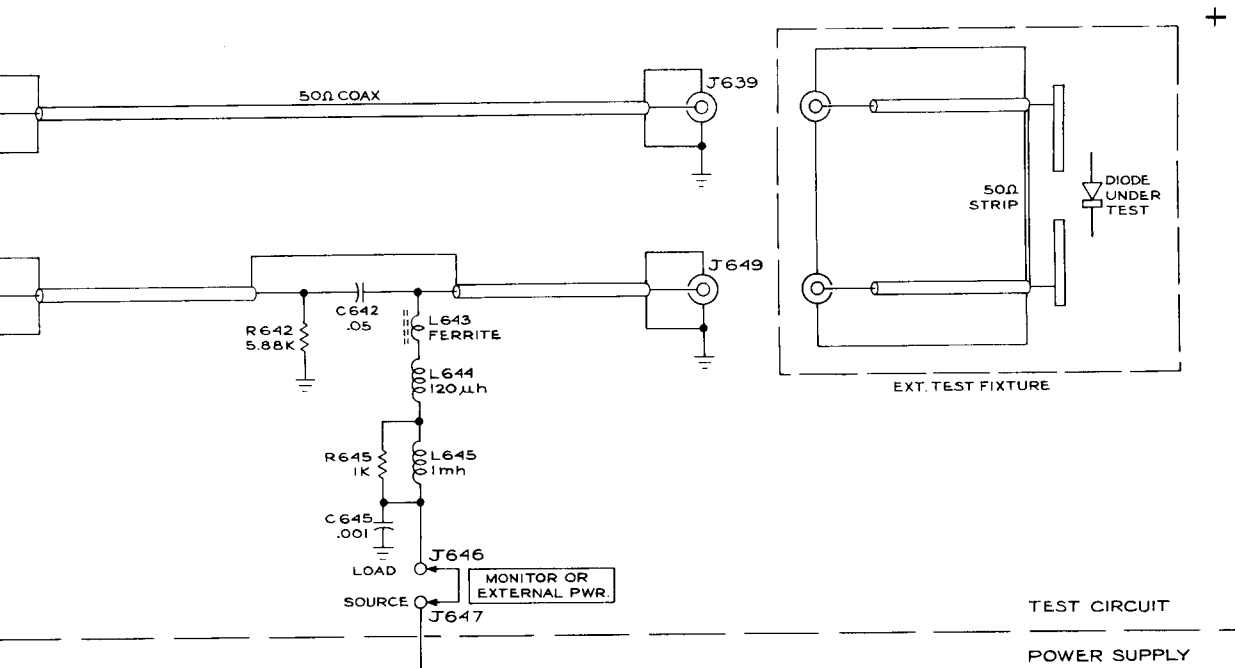 +
J639
50Ω COAX
DIODE
UNDER
TEST
50Ω
STRIP
J649
C642
.05
R642
5.88K
L643
FERRITE
L644
120µh
EXT. TEST FIXTURE
R645
1K
L645
1mh
C645
.001
J646
LOAD
MONITOR OR
EXTERNAL PWR.
SOURCE
J647
TEST CIRCUIT
POWER SUPPLY